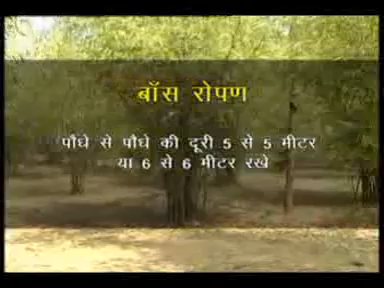 बाँस रोपण
पौधे से पौधे की दूरी 5 से 5 मीटर
या 6 से 6 मीटर रखे